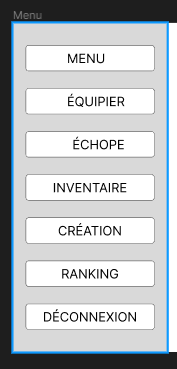 Menu
MENU
ÉQUIPIER
ÉCHOPE
INVENTAIRE
CRÉATION
RANKING
DÉCONNEXION